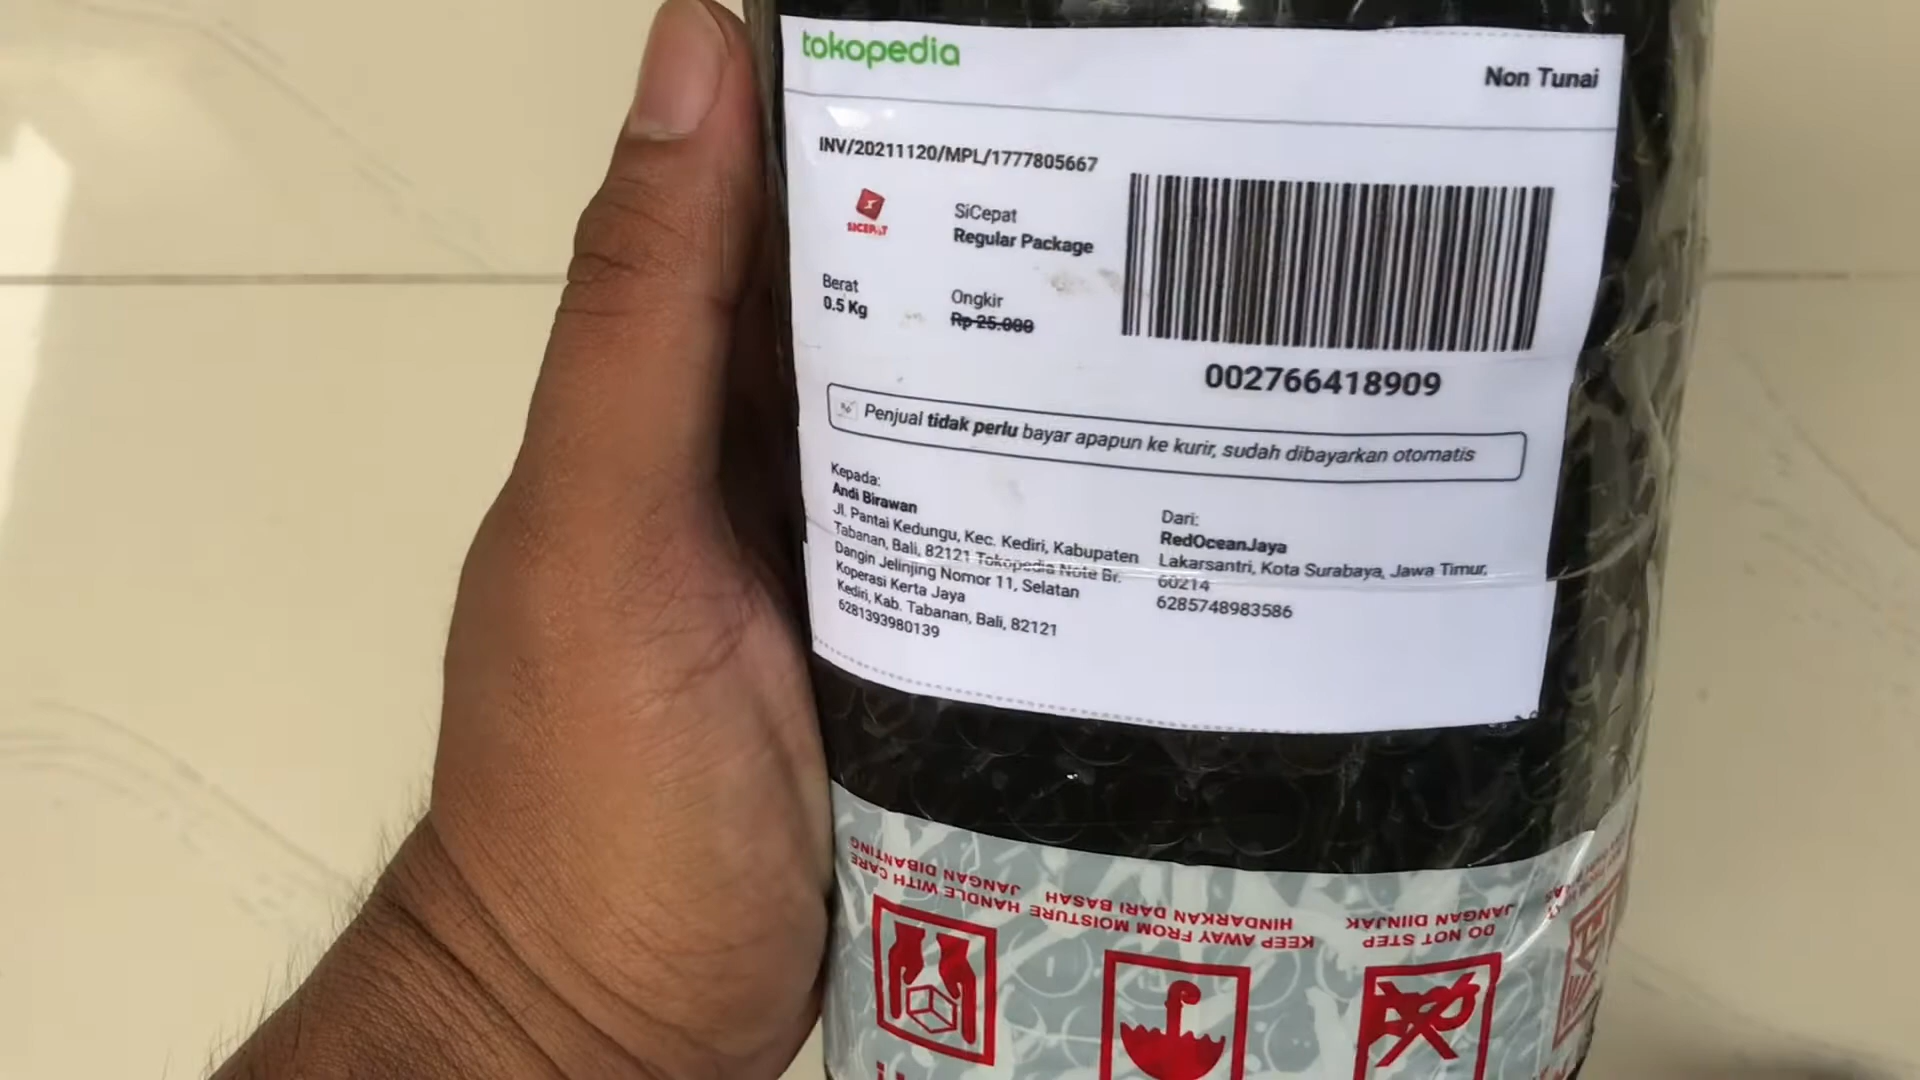 tokopedia
Non Tunai
INV/20211120/MPL/1777805667
SICEPAT
SiCepat
Regular Package
Berat
0.5 Kg
Ongkir
Rp 25.000
002766418909
Penjual tidak perlu bayar apapun ke kurir, sudah dibayarkan otomatis
Kepada:
Andi Birawan
Jl. Pantai Kedungu, Kec. Kediri, Kabupaten
Tabanan, Bali, 82121 Tokopedia Note Br.
Dangin Jelinjing Nomor 11, Selatan
Koperasi Kerta Jaya
Kediri, Kab. Tabanan, Bali, 82121
6281393980139
Dari:
RedOceanJaya
Lakarsantri, Kota Surabaya, Jawa Timur,
60214
6285748983586
HANDLE WITH CARE
JANGAN DIBANTING
KEEP AWAY FROM MOISTURE
HINDARKAN DARI BASAH
DO NOT STEP
JANGAN DIINJAK